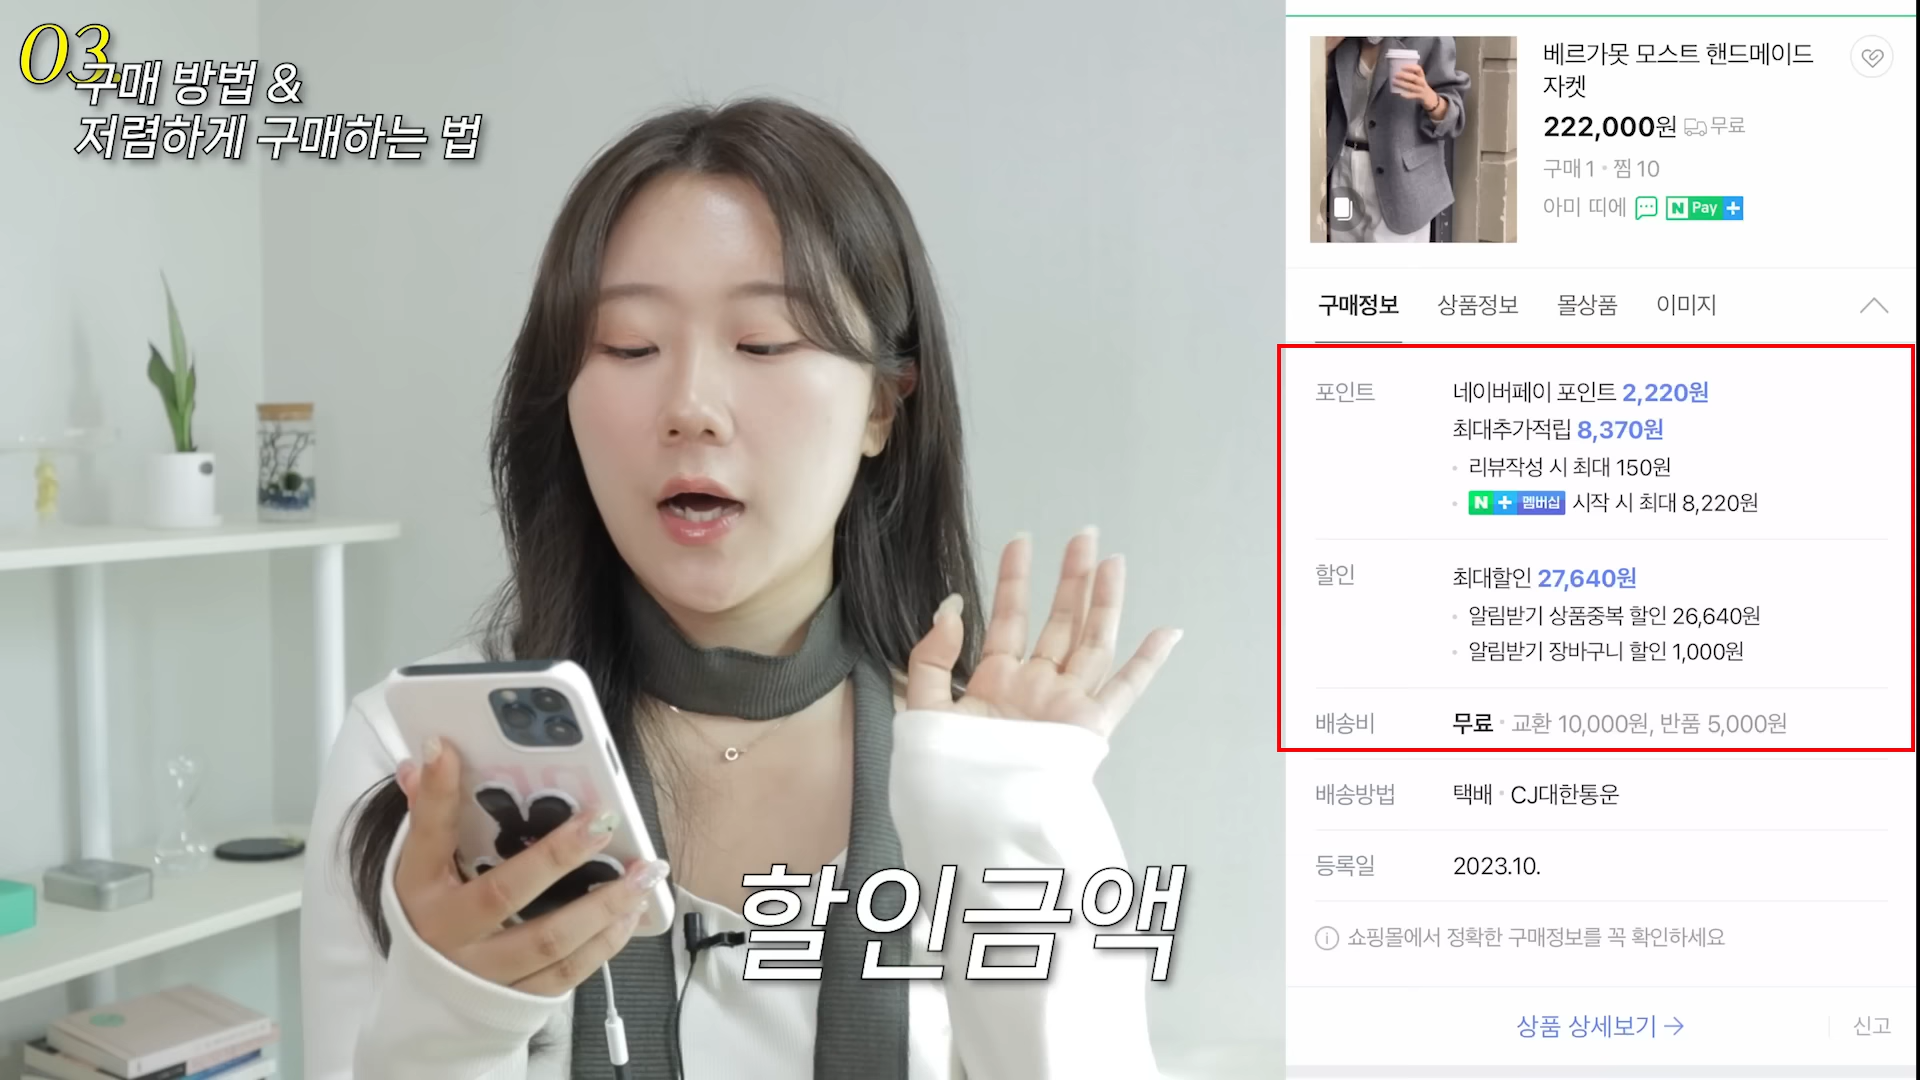 03.
구매 방법 &
저렴하게 구매하는 법
할인금액
베르가못 모스트 핸드메이드
자켓
222,000원 무료
구매 1 · 찜 10
아미 띠에 N Pay +
구매정보 상품정보 몰상품 이미지
포인트 네이버페이 포인트 2,220원
최대추가적립 8,370원
· 리뷰작성 시 최대 150원
· N + 멤버십 시작 시 최대 8,220원
할인 최대할인 27,640원
· 알림받기 상품중복 할인 26,640원
· 알림받기 장바구니 할인 1,000원
배송비 무료 · 교환 10,000원, 반품 5,000원
배송방법 택배 · CJ대한통운
등록일 2023.10.
쇼핑몰에서 정확한 구매정보를 꼭 확인하세요
상품 상세보기 → 신고